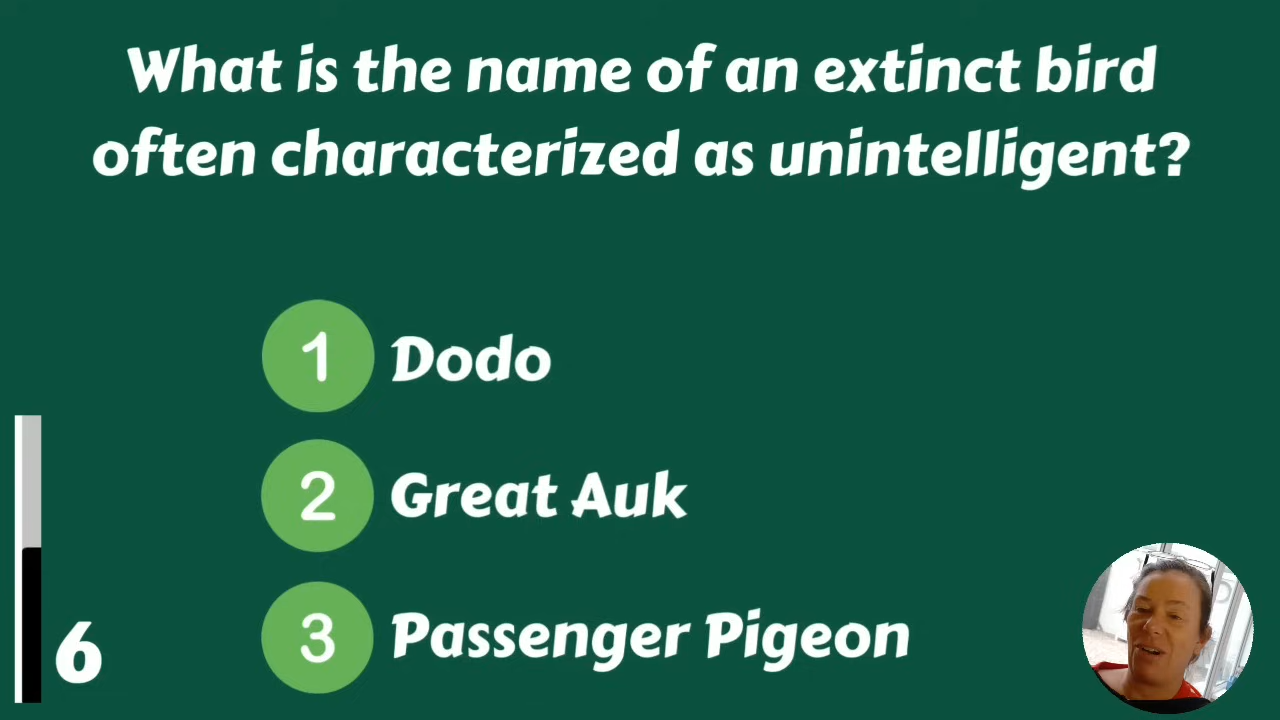 What is the name of an extinct bird
often characterized as unintelligent?
1 Dodo
2 Great Auk
3 Passenger Pigeon
6